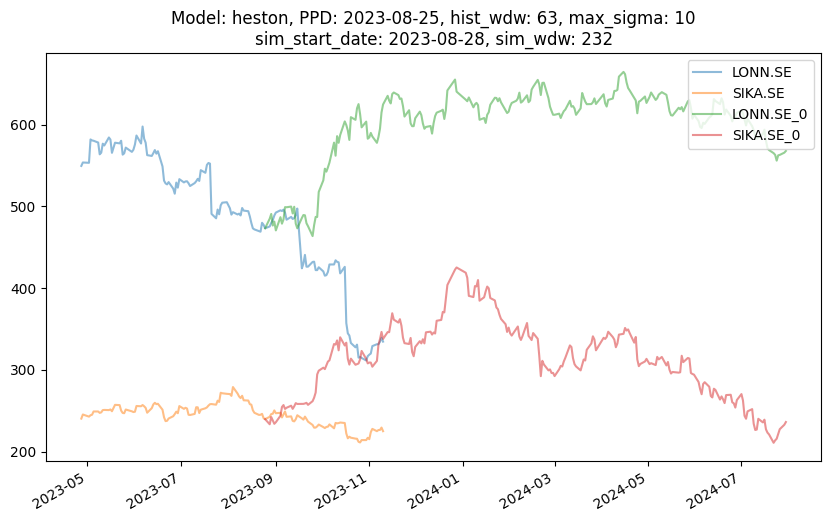 Model: heston, PPD: 2023-08-25, hist_wdw: 63, max_sigma: 10
sim_start_date: 2023-08-28, sim_wdw: 232
LONN.SE
SIKA.SE
LONN.SE_0
SIKA.SE_0
600
500
400
300
200
2023-05
2023-07
2023-09
2023-11
2024-01
2024-03
2024-05
2024-07